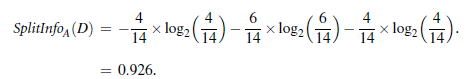 SplitInfo_A(D) = −4/14 × log₂(4/14) − 6/14 × log₂(6/14) − 4/14 × log₂(4/14).
= 0.926.